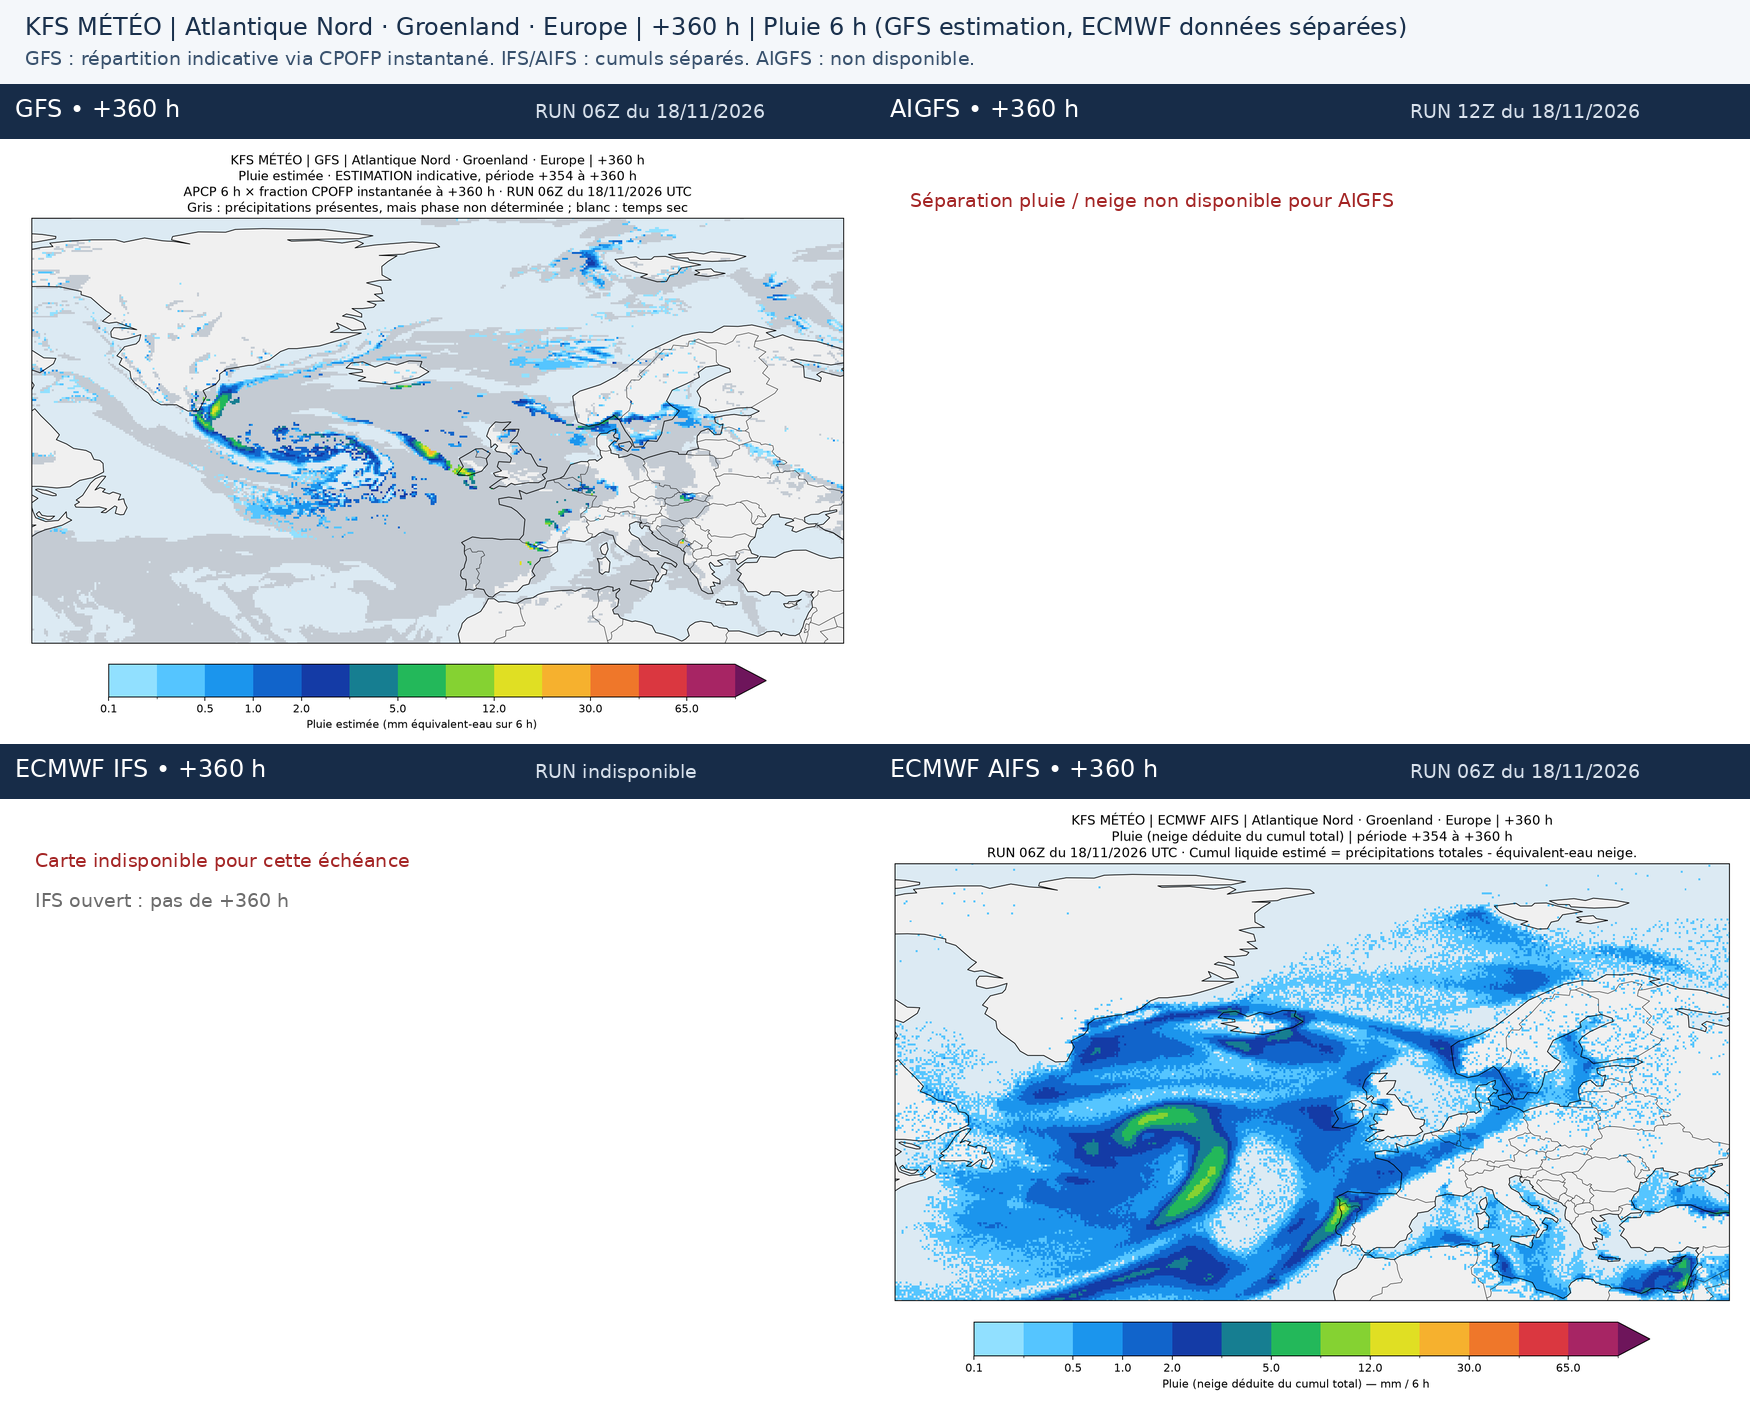 KFS MÉTÉO | Atlantique Nord · Groenland · Europe | +360 h | Pluie 6 h (GFS estimation, ECMWF données séparées)
GFS : répartition indicative via CPOFP instantané. IFS/AIFS : cumuls séparés. AIGFS : non disponible.
GFS • +360 h
RUN 06Z du 18/11/2026
AIGFS • +360 h
RUN 12Z du 18/11/2026
KFS MÉTÉO | GFS | Atlantique Nord · Groenland · Europe | +360 h
Pluie estimée · ESTIMATION indicative, période +354 à +360 h
APCP 6 h × fraction CPOFP instantanée à +360 h · RUN 06Z du 18/11/2026 UTC
Gris : précipitations présentes, mais phase non déterminée ; blanc : temps sec
Séparation pluie / neige non disponible pour AIGFS
0.1 0.5 1.0 2.0 5.0 12.0 30.0 65.0
Pluie estimée (mm équivalent-eau sur 6 h)
ECMWF IFS • +360 h
RUN indisponible
ECMWF AIFS • +360 h
RUN 06Z du 18/11/2026
Carte indisponible pour cette échéance
IFS ouvert : pas de +360 h
KFS MÉTÉO | ECMWF AIFS | Atlantique Nord · Groenland · Europe | +360 h
Pluie (neige déduite du cumul total) | période +354 à +360 h
RUN 06Z du 18/11/2026 UTC · Cumul liquide estimé = précipitations totales - équivalent-eau neige.
0.1 0.5 1.0 2.0 5.0 12.0 30.0 65.0
Pluie (neige déduite du cumul total) — mm / 6 h